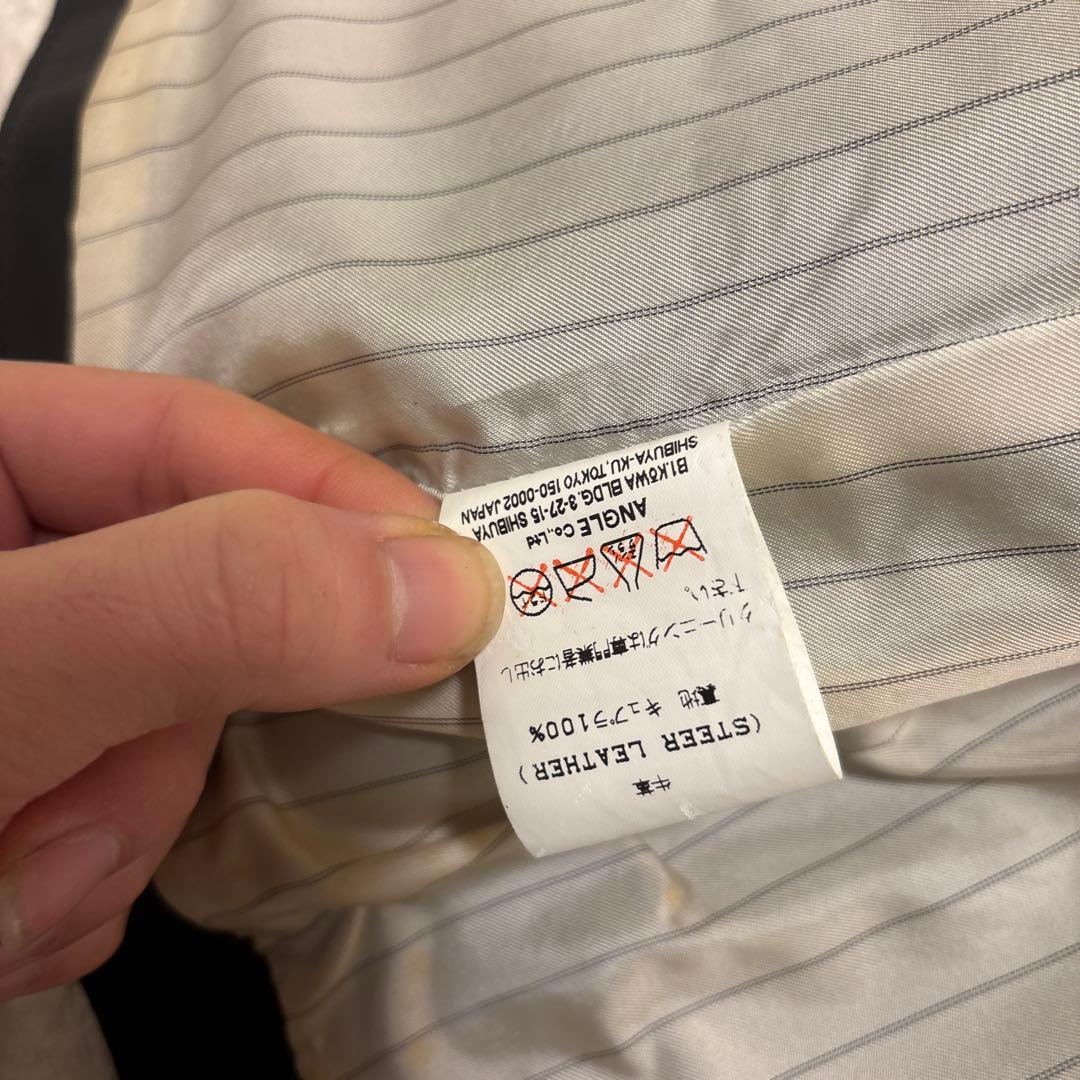 牛革
(STEER LEATHER)
裏地 キュプラ100%
クリーニングは専門業者にお出し
下さい。
ANGLE Co.,Ltd
B1.KōWA BLDG.3-27-15 SHIBUYA
SHIBUYA-KU,TOKYO 150-0002 JAPAN